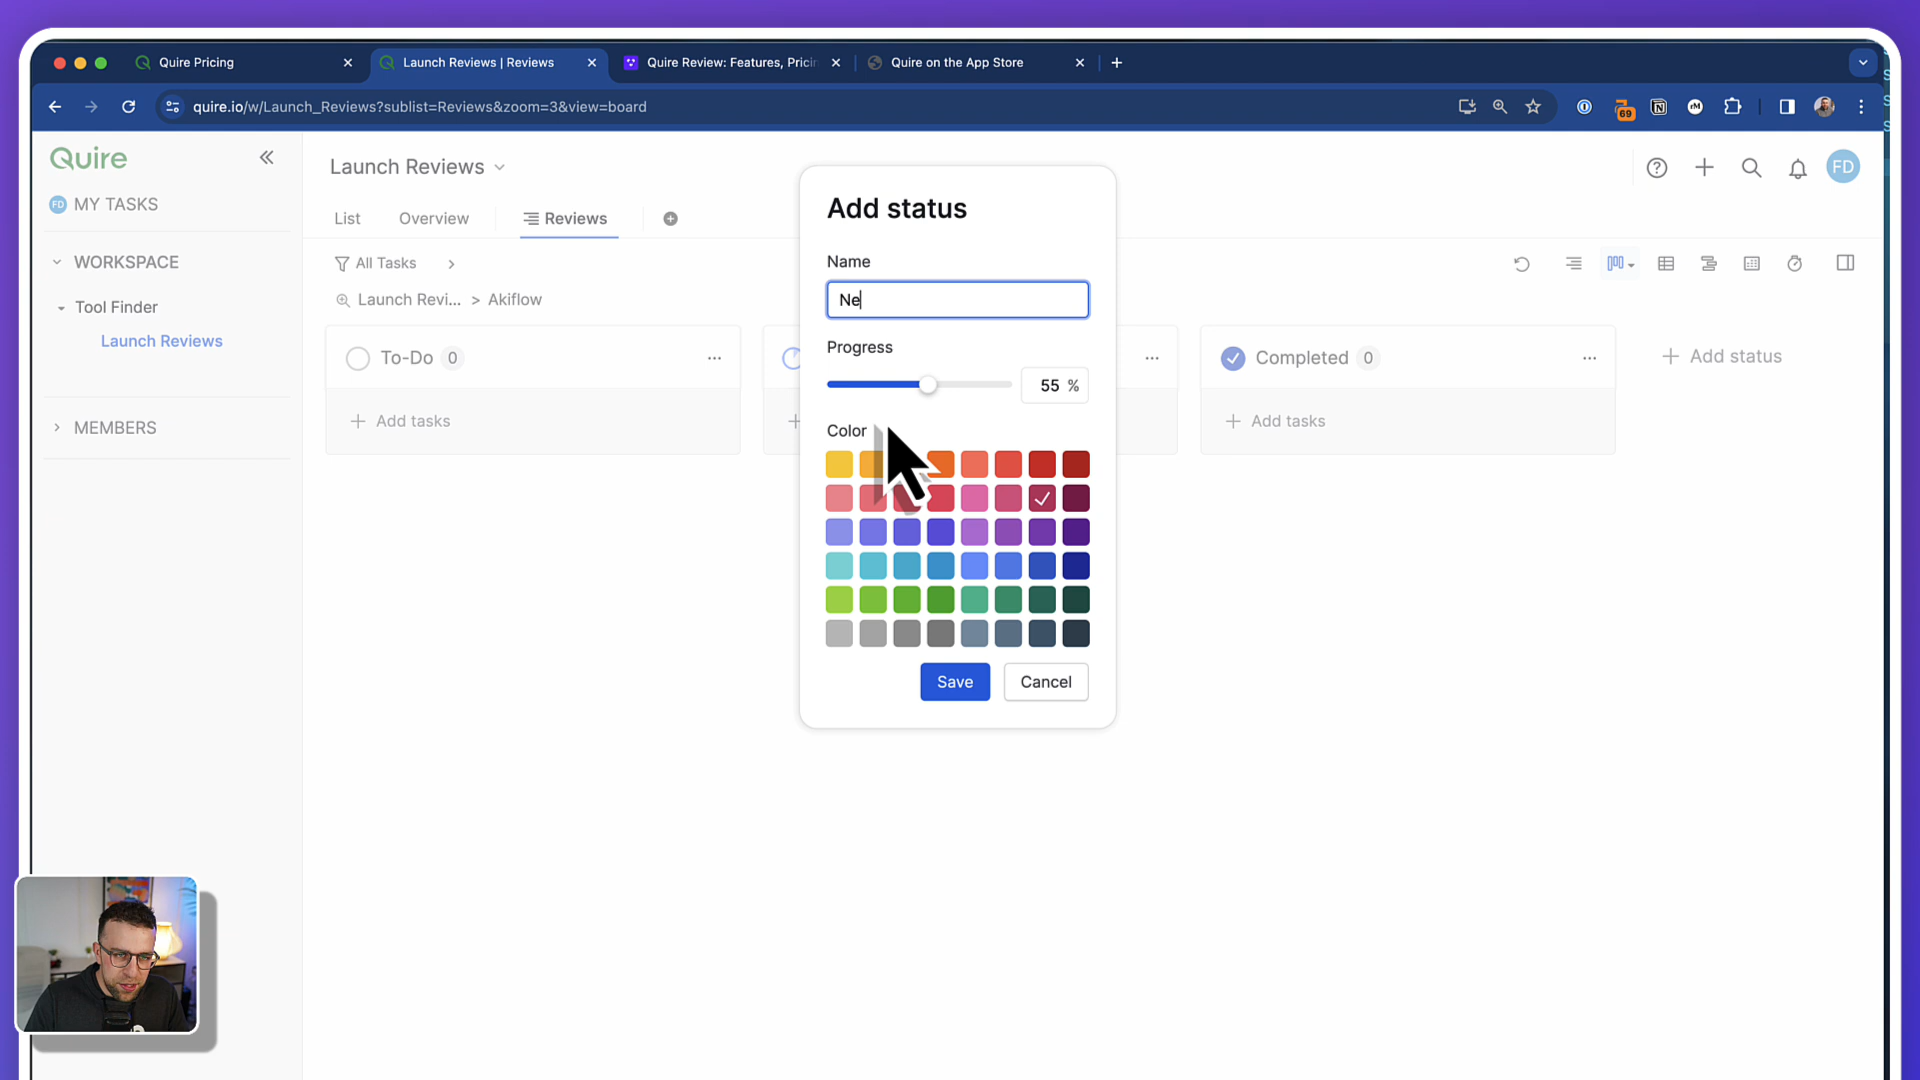 Quire Pricing
Launch Reviews | Reviews
Quire Review: Features, Prici
Quire on the App Store
quire.io/w/Launch_Reviews?sublist=Reviews&zoom=3&view=board
69
Quire
FD MY TASKS
WORKSPACE
Tool Finder
Launch Reviews
MEMBERS
Launch Reviews
FD
List
Overview
Reviews
All Tasks
Launch Revi... > Akiflow
To-Do 0
Add tasks
Completed 0
Add tasks
Add status
Add status
Name
Ne
Progress
55 %
Color
Save
Cancel